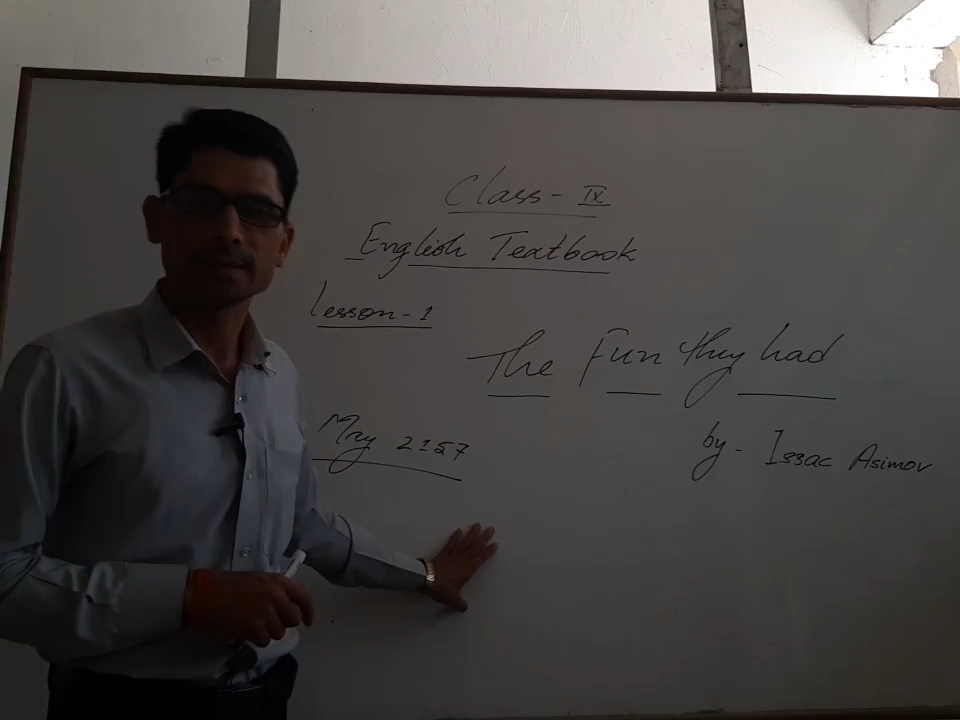 Class - IX
English Textbook
Lesson - 1
The Fun they had
by - Issac Asimov
May 2157